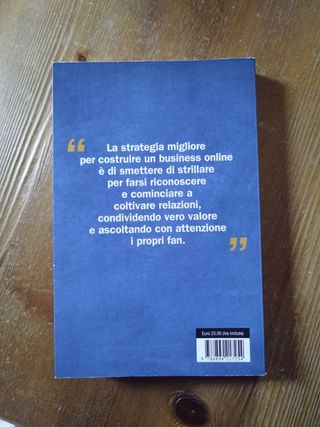 “
La strategia migliore
per costruire un business online
è di smettere di strillare
per farsi riconoscere
e cominciare a
coltivare relazioni,
condividendo vero valore
e ascoltando con attenzione
i propri fan.
”
Euro 23,00 (Iva inclusa)